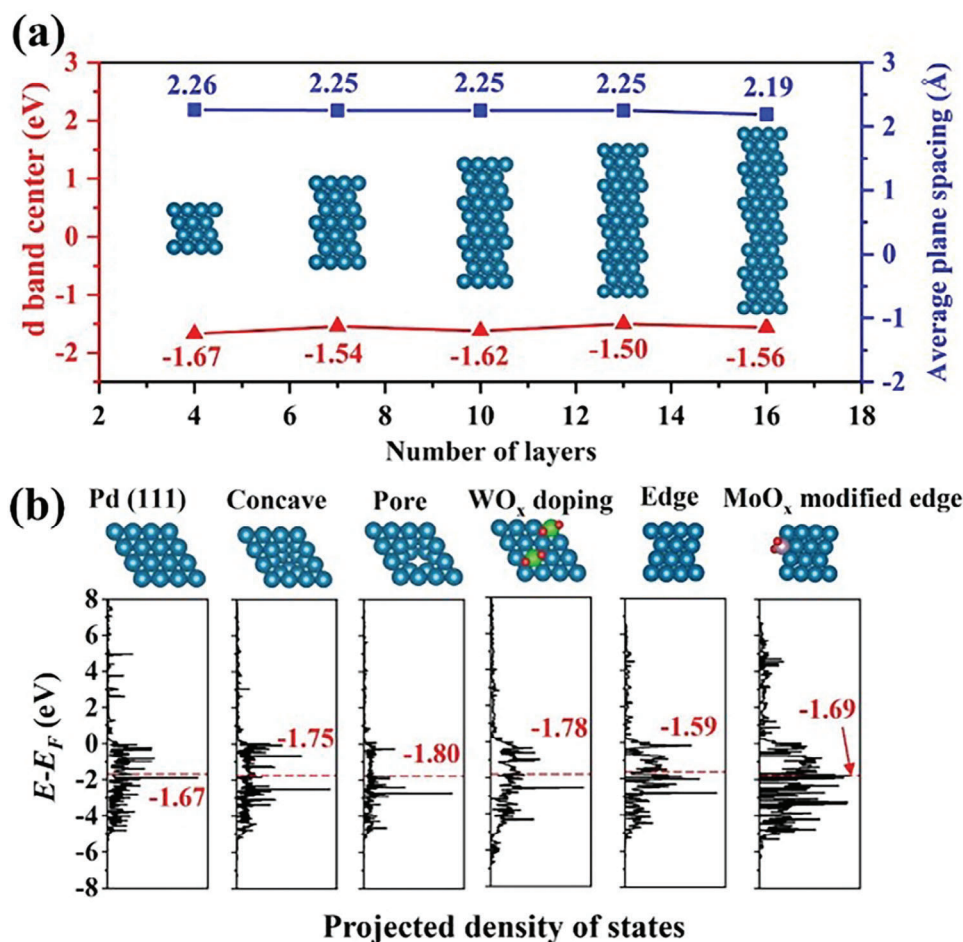 (a)
3
2
1
0
-1
-2
d band center (eV)
2.26 2.25 2.25 2.25 2.19
-1.67 -1.54 -1.62 -1.50 -1.56
3
2
1
0
-1
-2
Average plane spacing (Å)
2 4 6 8 10 12 14 16 18
Number of layers
(b)
Pd (111) Concave Pore WOx doping Edge MoOx modified edge
8
6
4
2
0
-2
-4
-6
-8
E-EF (eV)
-1.67 -1.75 -1.80 -1.78 -1.59 -1.69
Projected density of states